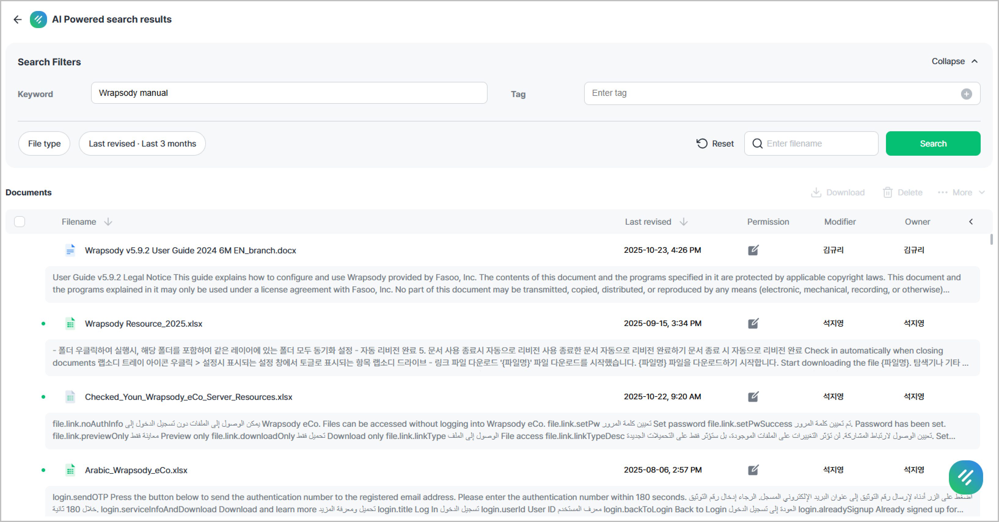 AI Powered search results
Search Filters
Collapse
Keyword
Wrapsody manual
Tag
Enter tag
File type
Last revised · Last 3 months
Reset
Enter filename
Search
Documents
Download
Delete
More
Filename
Last revised
Permission
Modifier
Owner
Wrapsody v5.9.2 User Guide 2024 6M EN_branch.docx
2025-10-23, 4:26 PM
김규리
김규리
User Guide v5.9.2 Legal Notice This guide explains how to configure and use Wrapsody provided by Fasoo, Inc. The contents of this document and the programs specified in it are protected by applicable copyright laws. This document and
the programs explained in it may only be used under a license agreement with Fasoo, Inc. No part of this document may be transmitted, copied, distributed, or reproduced by any means (electronic, mechanical, recording, or otherwise)...
Wrapsody Resource_2025.xlsx
2025-09-15, 3:34 PM
석지영
석지영
- 폴더 우클릭하여 실행시, 해당 폴더를 포함하여 같은 레이어에 있는 폴더 모두 동기화 설정 - 자동 리비전 완료 5. 문서 사용 종료시 자동으로 리비전 사용 종료한 문서 자동으로 리비전 완료하기 문서 종료 시 자동으로 리비전 완료 Check in automatically when closing
documents 랩소디 트레이 아이콘 우클릭 > 설정시 표시되는 설정 창에서 토글로 표시되는 항목 랩소디 드라이브 - 링크 파일 다운로드 '{파일명}' 파일 다운로드를 시작했습니다. {파일명} 파일을 다운로드하기 시작합니다. Start downloading the file {파일명}. 탐색기나 기타 ...
Checked_Youn_Wrapsody_eCo_Server_Resources.xlsx
2025-10-22, 9:20 AM
석지영
석지영
file.link.noAuthInfo يمكن الوصول إلى الملفات دون تسجيل الدخول إلى Wrapsody eCo. Files can be accessed without logging into Wrapsody eCo. file.link.setPw تعيين كلمة المرور Set password file.link.setPwSuccess تم تعيين كلمة المرور. Password has been set.
file.link.previewOnly معاينة فقط Preview only file.link.downloadOnly تحميل فقط Download only file.link.linkType الوصول إلى الملف File access file.link.linkTypeDesc تعيين الوصول لارتباط المشاركة. لن تؤثر التغييرات على الملفات الموجودة، بل ستؤثر فقط على التحميلات الجديدة. Set...
Arabic_Wrapsody_eCo.xlsx
2025-08-06, 2:57 PM
석지영
석지영
login.sendOTP Press the button below to send the authentication number to the registered email address. Please enter the authentication number within 180 seconds. اضغط على الزر أدناه لإرسال رقم التوثيق إلى عنوان البريد الإلكتروني المسجل. الرجاء إدخال رقم التوثيق
خلال 180 ثانية. login.serviceInfoAndDownload Download and learn more تحميل ومعرفة المزيد login.title Log In تسجيل الدخول login.userId User ID معرف المستخدم login.backToLogin Back to Login العودة إلى تسجيل الدخول login.alreadySignup Already signed up for...